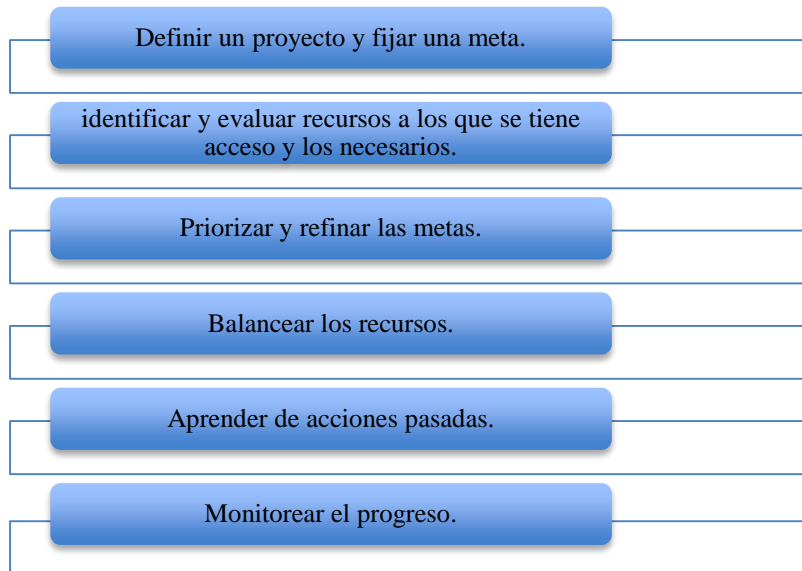 Definir un proyecto y fijar una meta.
identificar y evaluar recursos a los que se tiene
acceso y los necesarios.
Priorizar y refinar las metas.
Balancear los recursos.
Aprender de acciones pasadas.
Monitorear el progreso.